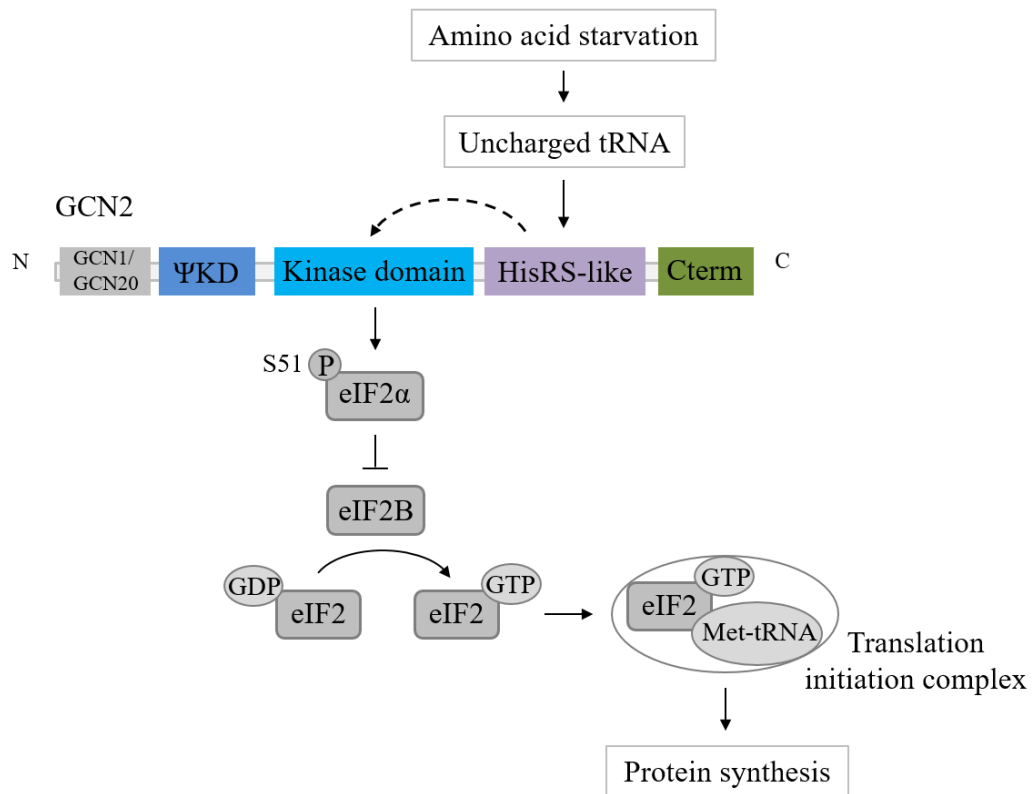 Amino acid starvation
Uncharged tRNA
GCN2
N
GCN1/
GCN20
ΨKD
Kinase domain
HisRS-like
Cterm
C
S51
P
eIF2α
eIF2B
GDP
eIF2
eIF2
GTP
eIF2
GTP
Met-tRNA
Translation
initiation complex
Protein synthesis